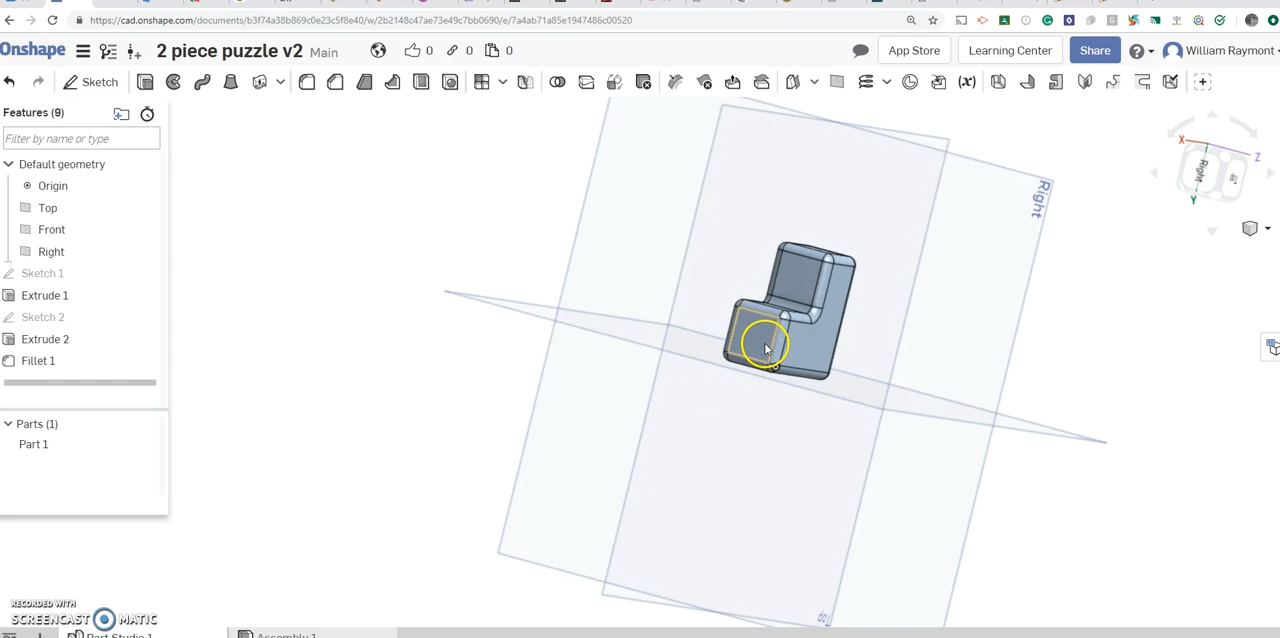 https://cad.onshape.com/documents/b3f74a38b869c0e23c5f8e40/w/2b2148c47ae73e49c7bb0690/e/7a4ab71a85e1947486c00520
Onshape
2 piece puzzle v2 Main
0
0
0
App Store
Learning Center
Share
William Raymont
Sketch
(x)
Features (9)
Filter by name or type
Default geometry
Origin
Top
Front
Right
Sketch 1
Extrude 1
Sketch 2
Extrude 2
Fillet 1
Parts (1)
Part 1
Right
Top
X
Z
Right
Y
RECORDED WITH
SCREENCAST MATIC
Part Studio 1
Assembly 1